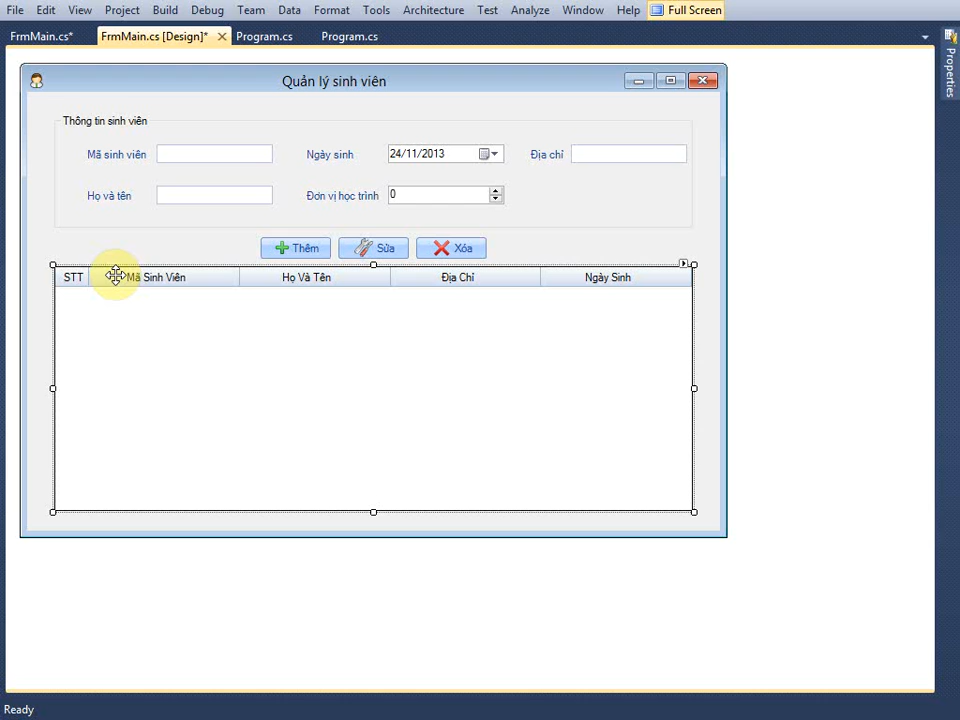 File Edit View Project Build Debug Team Data Format Tools Architecture Test Analyze Window Help Full Screen
FrmMain.cs* FrmMain.cs [Design]* Program.cs Program.cs
Properties
Quản lý sinh viên
Thông tin sinh viên
Mã sinh viên Ngày sinh 24/11/2013 Địa chỉ
Họ và tên Đơn vị học trình 0
Thêm Sửa Xóa
STT Mã Sinh Viên Họ Và Tên Địa Chỉ Ngày Sinh
Ready